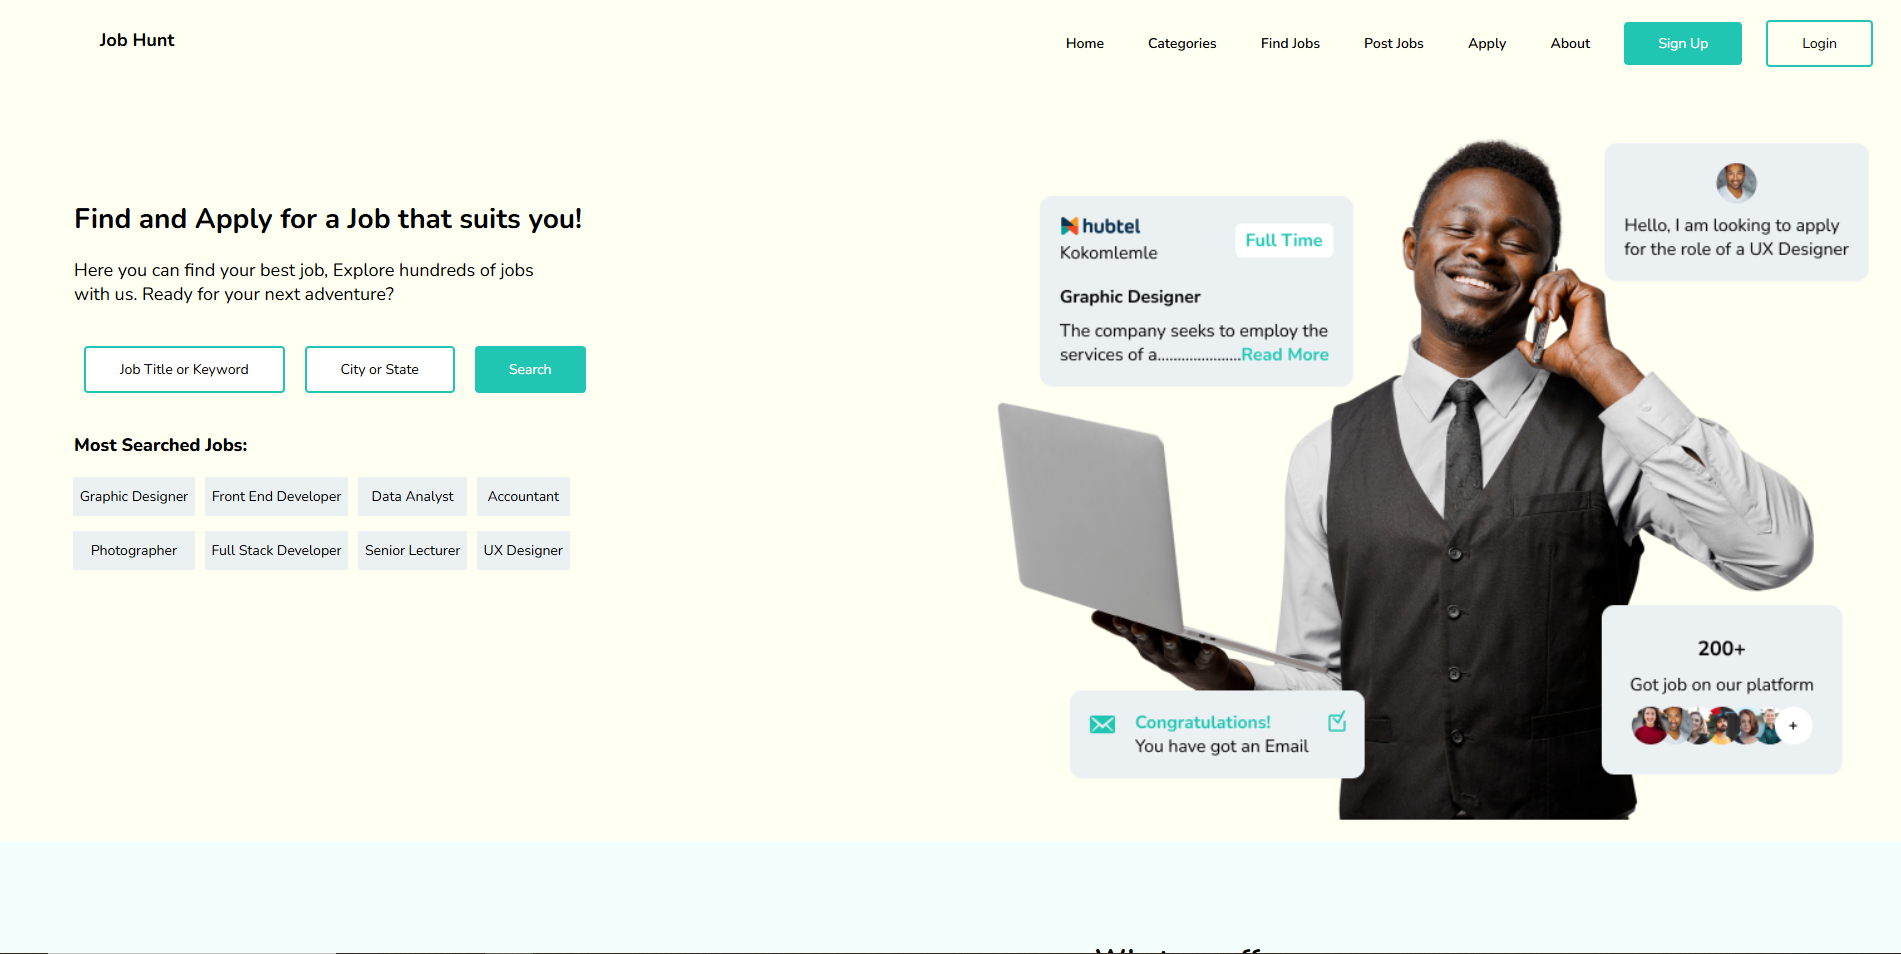 Job Hunt
Home
Categories
Find Jobs
Post Jobs
Apply
About
Sign Up
Login
Find and Apply for a Job that suits you!
Here you can find your best job, Explore hundreds of jobs
with us. Ready for your next adventure?
Job Title or Keyword
City or State
Search
Most Searched Jobs:
Graphic Designer
Front End Developer
Data Analyst
Accountant
Photographer
Full Stack Developer
Senior Lecturer
UX Designer
hubtel
Kokomlemle
Full Time
Graphic Designer
The company seeks to employ the
services of a.....................Read More
Hello, I am looking to apply
for the role of a UX Designer
Congratulations!
You have got an Email
200+
Got job on our platform
+